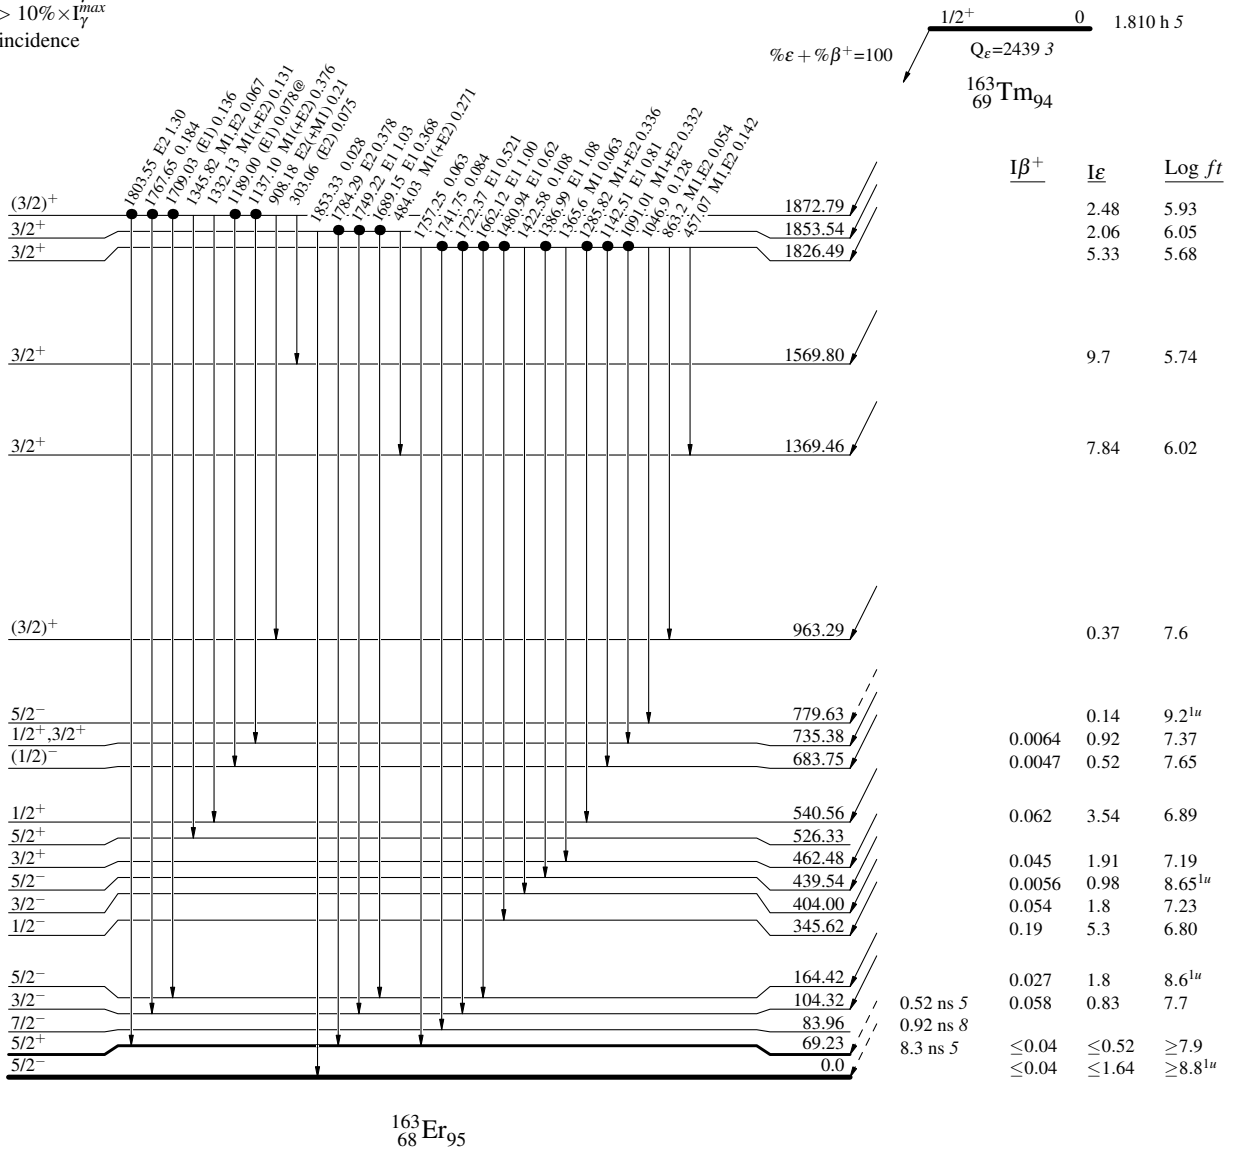 > 10%×I_γ^max
incidence
1/2+ 0 1.810 h 5
Q_ε=2439 3
%ε + %β+=100
^163_69 Tm_94
1803.55 E2 1.30
1767.65 0.184
1709.03 (E1) 0.136
1345.82 M1,E2 0.067
1332.13 M1(+E2) 0.131
1189.00 (E1) 0.078 @
1137.10 M1(+E2) 0.376
908.18 E2(+M1) 0.21
303.06 (E2) 0.075
1853.33 0.028
1784.29 E2 0.378
1749.22 E1 1.03
1689.15 E1 0.368
484.03 M1(+E2) 0.271
1757.25 0.063
1741.75 0.084
1722.37 E1 0.521
1662.12 E1 1.00
1480.94 E1 0.62
1422.58 0.108
1386.99 E1 1.08
1365.6 M1 0.063
1285.82 M1+E2 0.336
1142.51 E1 0.81
1091.01 M1+E2 0.332
1046.9 0.128
863.2 M1,E2 0.054
457.07 M1,E2 0.142
Iβ+ Iε Log ft
(3/2)+ 1872.79 2.48 5.93
3/2+ 1853.54 2.06 6.05
3/2+ 1826.49 5.33 5.68
3/2+ 1569.80 9.7 5.74
3/2+ 1369.46 7.84 6.02
(3/2)+ 963.29 0.37 7.6
5/2− 779.63 0.14 9.2^1u
1/2+,3/2+ 735.38 0.0064 0.92 7.37
(1/2)− 683.75 0.0047 0.52 7.65
1/2+ 540.56 0.062 3.54 6.89
5/2+ 526.33
3/2+ 462.48 0.045 1.91 7.19
5/2− 439.54 0.0056 0.98 8.65^1u
3/2− 404.00 0.054 1.8 7.23
1/2− 345.62 0.19 5.3 6.80
5/2− 164.42 0.027 1.8 8.6^1u
3/2− 104.32 0.52 ns 5 0.058 0.83 7.7
7/2− 83.96 0.92 ns 8
5/2+ 69.23 8.3 ns 5 ≤0.04 ≤0.52 ≥7.9
5/2− 0.0 ≤0.04 ≤1.64 ≥8.8^1u
^163_68 Er_95